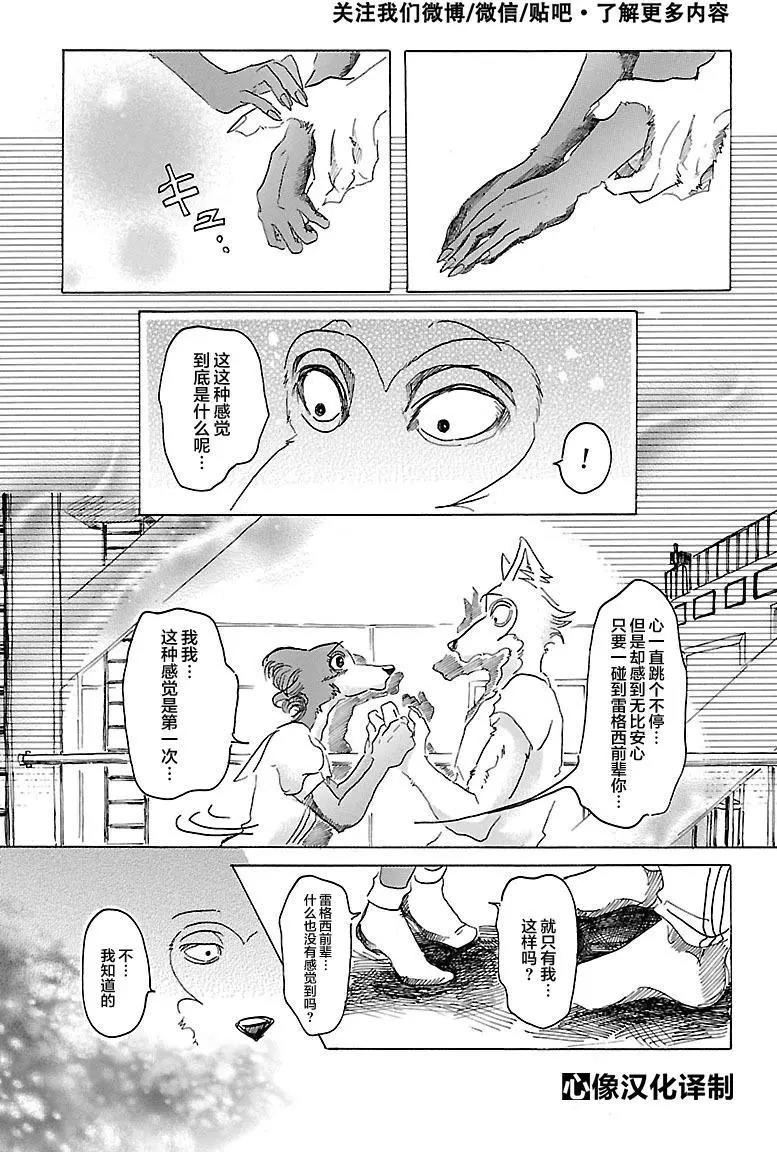 关注我们微博/微信/贴吧·了解更多内容
キュ。
这这种感觉
到底是什么呢…
!
心一直跳个不停…
但是却感到无比安心
只要一碰到雷格西前辈你…
我我…
这种感觉是第一次…
就只有我…
这样吗?
雷格西前辈…
什么也没有感觉到吗?
不…
我知道的
心像汉化译制